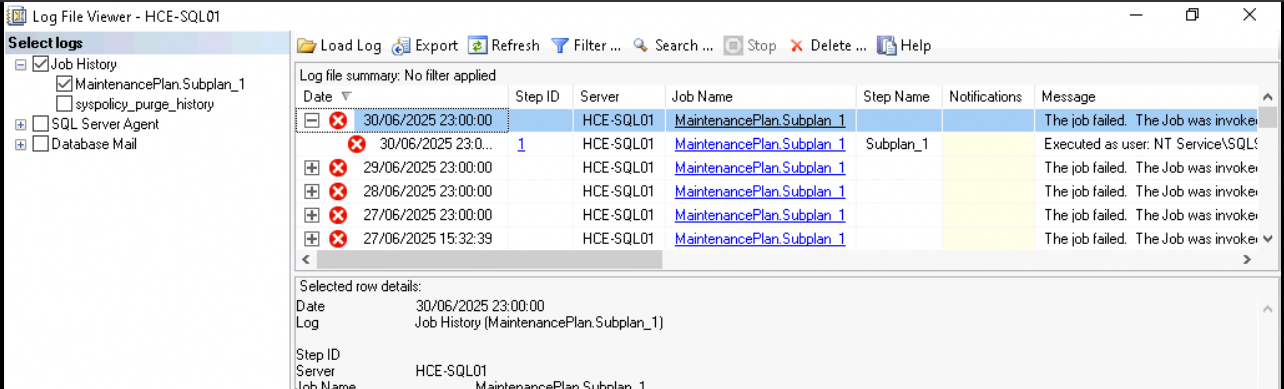 Log File Viewer - HCE-SQL01
Select logs
Job History
MaintenancePlan.Subplan_1
syspolicy_purge_history
SQL Server Agent
Database Mail
Load Log Export Refresh Filter ... Search ... Stop Delete ... Help
Log file summary: No filter applied
Date Step ID Server Job Name Step Name Notifications Message
30/06/2025 23:00:00 HCE-SQL01 MaintenancePlan.Subplan_1 The job failed. The Job was invoke
30/06/2025 23:0... 1 HCE-SQL01 MaintenancePlan.Subplan_1 Subplan_1 Executed as user: NT Service\SQLS
29/06/2025 23:00:00 HCE-SQL01 MaintenancePlan.Subplan_1 The job failed. The Job was invoke
28/06/2025 23:00:00 HCE-SQL01 MaintenancePlan.Subplan_1 The job failed. The Job was invoke
27/06/2025 23:00:00 HCE-SQL01 MaintenancePlan.Subplan_1 The job failed. The Job was invoke
27/06/2025 15:32:39 HCE-SQL01 MaintenancePlan.Subplan_1 The job failed. The Job was invoke
Selected row details:
Date 30/06/2025 23:00:00
Log Job History (MaintenancePlan.Subplan_1)
Step ID
Server HCE-SQL01
Job Name MaintenancePlan.Subplan_1